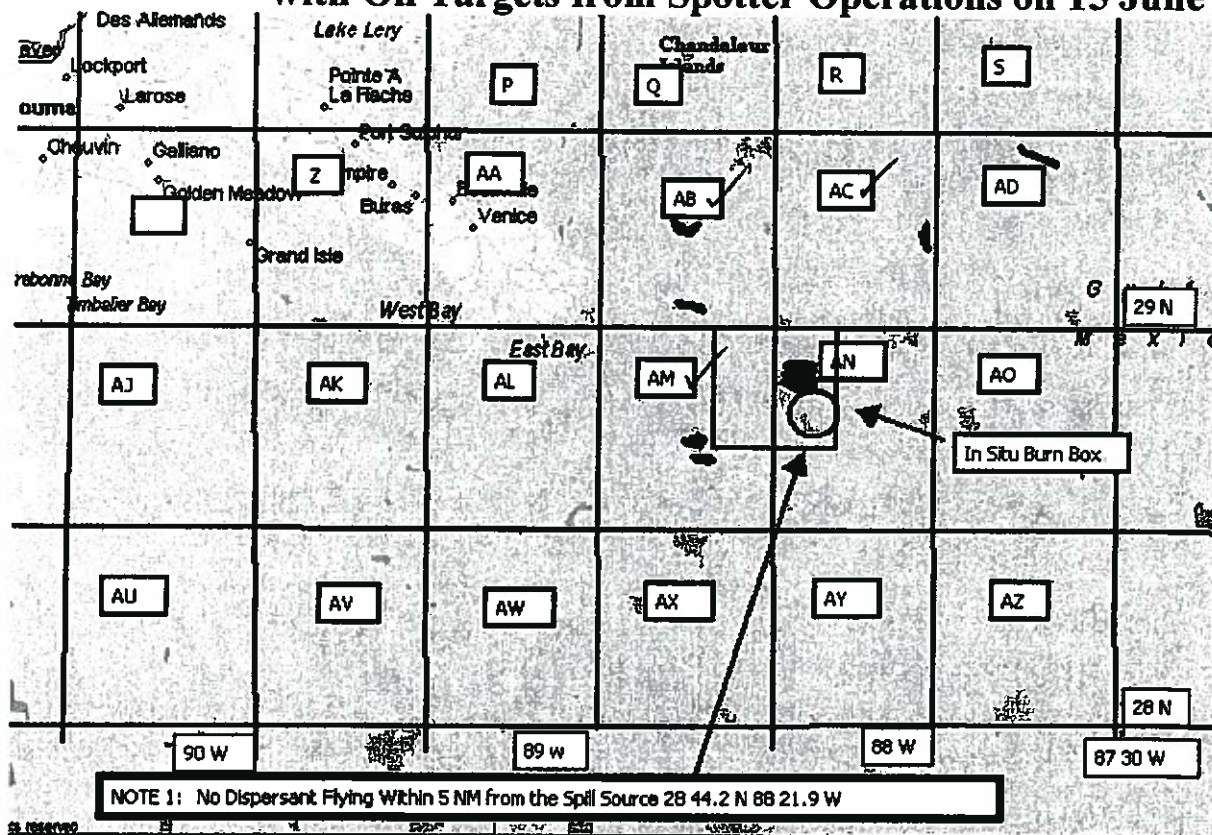 with Oil Targets from Spotter Operations on 15 June
Des Allemands
Lake Lery
Chandaleur
Islands
Lockport
Pointe A
La Hache
Larose
P
Q
R
S
Port Sulphur
Chauvin
Galliano
Z
AA
AB
AC
AD
Golden Meadow
Buras
Venice
Grand Isle
Timbalier Bay
West Bay
G
29 N
M e x i
East Bay
AJ
AK
AL
AM
AN
AO
In Situ Burn Box
AU
AV
AW
AX
AY
AZ
28 N
90 W
89 w
88 W
87 30 W
NOTE 1: No Dispersant Flying Within 5 NM from the Spill Source 28 44.2 N 88 21.9 W
reserved